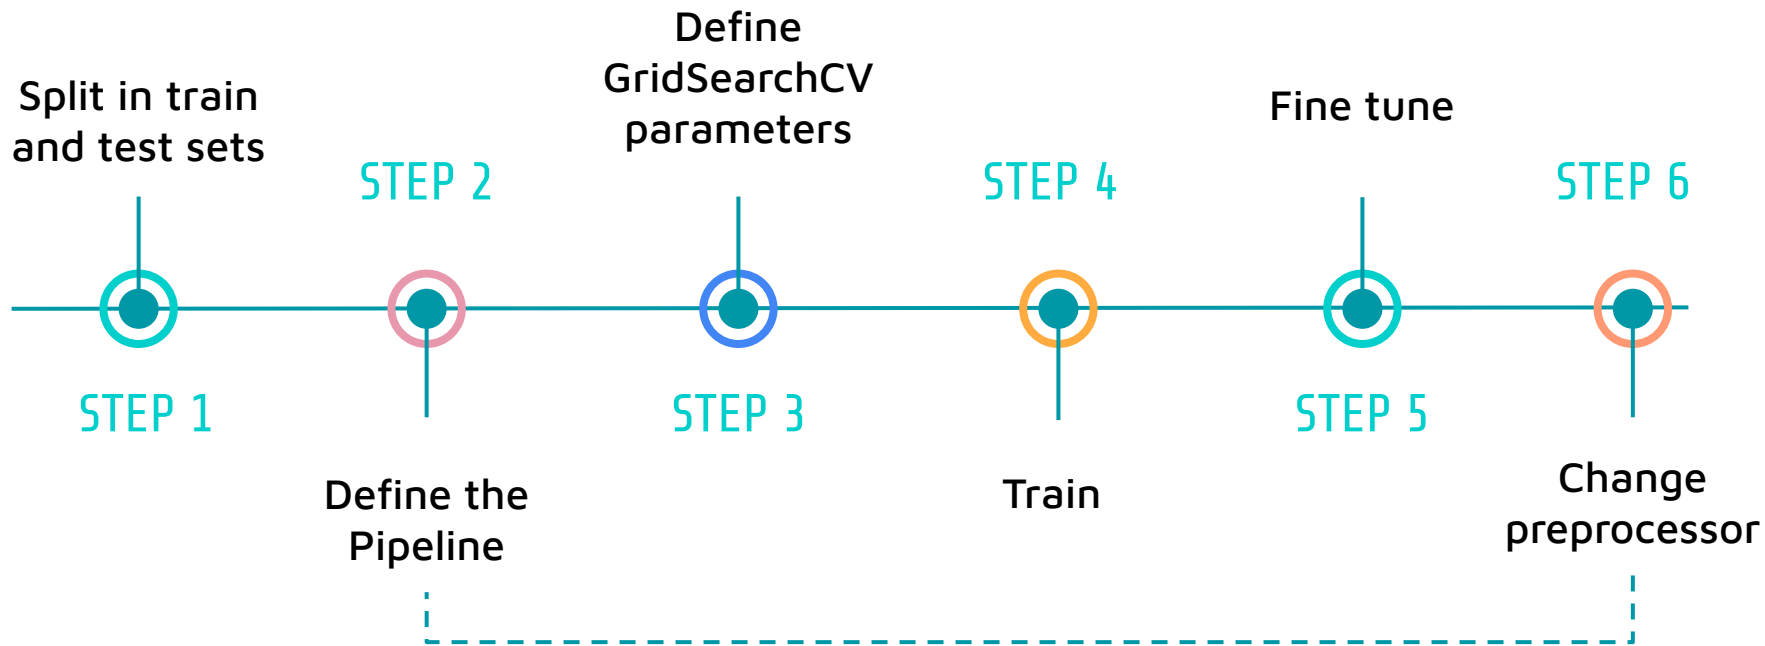 Split in train
and test sets
STEP 1
STEP 2
Define the
Pipeline
Define
GridSearchCV
parameters
STEP 3
STEP 4
Train
Fine tune
STEP 5
STEP 6
Change
preprocessor